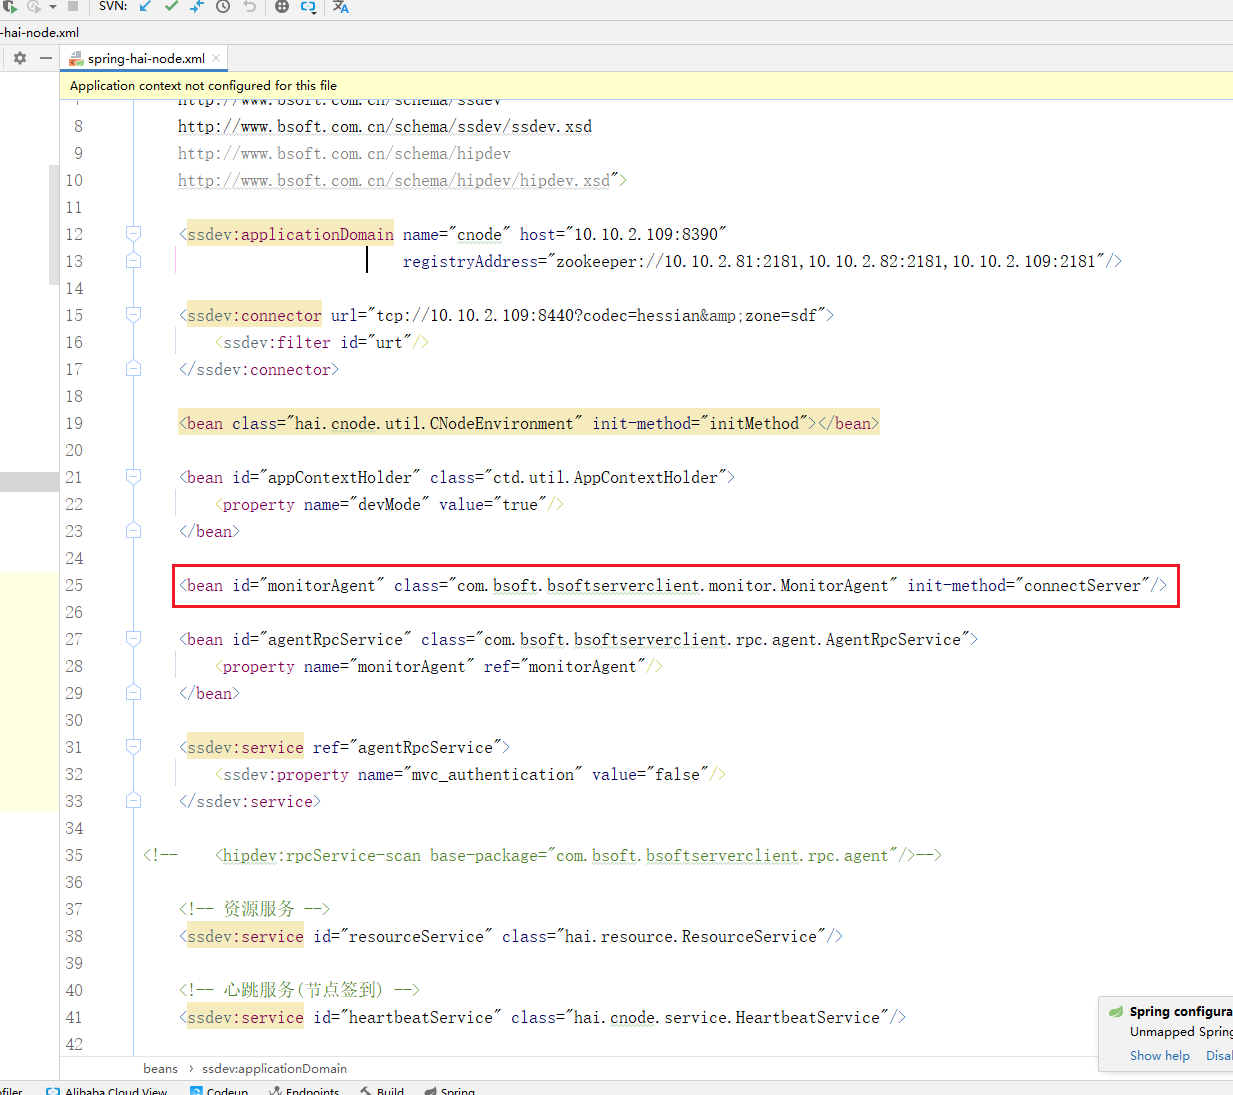 SVN:
-hai-node.xml
spring-hai-node.xml
Application context not configured for this file
7 http://www.bsoft.com.cn/schema/ssdev
8 http://www.bsoft.com.cn/schema/ssdev/ssdev.xsd
9 http://www.bsoft.com.cn/schema/hipdev
10 http://www.bsoft.com.cn/schema/hipdev/hipdev.xsd">
11
12 <ssdev:applicationDomain name="cnode" host="10.10.2.109:8390"
13 registryAddress="zookeeper://10.10.2.81:2181,10.10.2.82:2181,10.10.2.109:2181"/>
14
15 <ssdev:connector url="tcp://10.10.2.109:8440?codec=hessian&amp;zone=sdf">
16 <ssdev:filter id="urt"/>
17 </ssdev:connector>
18
19 <bean class="hai.cnode.util.CNodeEnvironment" init-method="initMethod"></bean>
20
21 <bean id="appContextHolder" class="ctd.util.AppContextHolder">
22 <property name="devMode" value="true"/>
23 </bean>
24
25 <bean id="monitorAgent" class="com.bsoft.bsoftserverclient.monitor.MonitorAgent" init-method="connectServer"/>
26
27 <bean id="agentRpcService" class="com.bsoft.bsoftserverclient.rpc.agent.AgentRpcService">
28 <property name="monitorAgent" ref="monitorAgent"/>
29 </bean>
30
31 <ssdev:service ref="agentRpcService">
32 <ssdev:property name="mvc_authentication" value="false"/>
33 </ssdev:service>
34
35 <!-- <hipdev:rpcService-scan base-package="com.bsoft.bsoftserverclient.rpc.agent"/>-->
36
37 <!-- 资源服务 -->
38 <ssdev:service id="resourceService" class="hai.resource.ResourceService"/>
39
40 <!-- 心跳服务(节点签到) -->
41 <ssdev:service id="heartbeatService" class="hai.cnode.service.HeartbeatService"/>
42
Spring configura
Unmapped Spring
Show help Disal
beans › ssdev:applicationDomain
filer Alibaba Cloud View Codeup Endpoints Build Spring